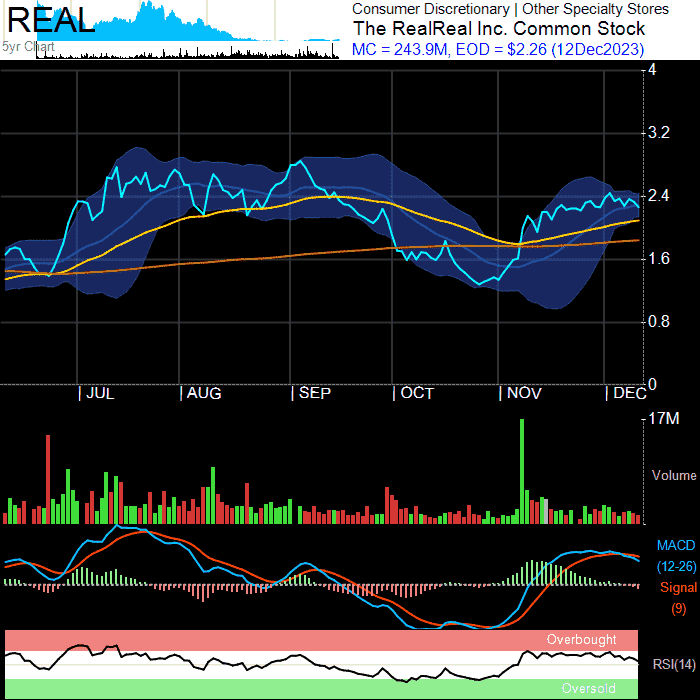 REAL
5yr Chart
Consumer Discretionary | Other Specialty Stores
The RealReal Inc. Common Stock
MC = 243.9M, EOD = $2.26 (12Dec2023)
4
3.2
2.4
1.6
0.8
0
| JUL | AUG | SEP | OCT | NOV | DEC
17M
Volume
MACD
(12-26)
Signal
(9)
Overbought
RSI(14)
Oversold